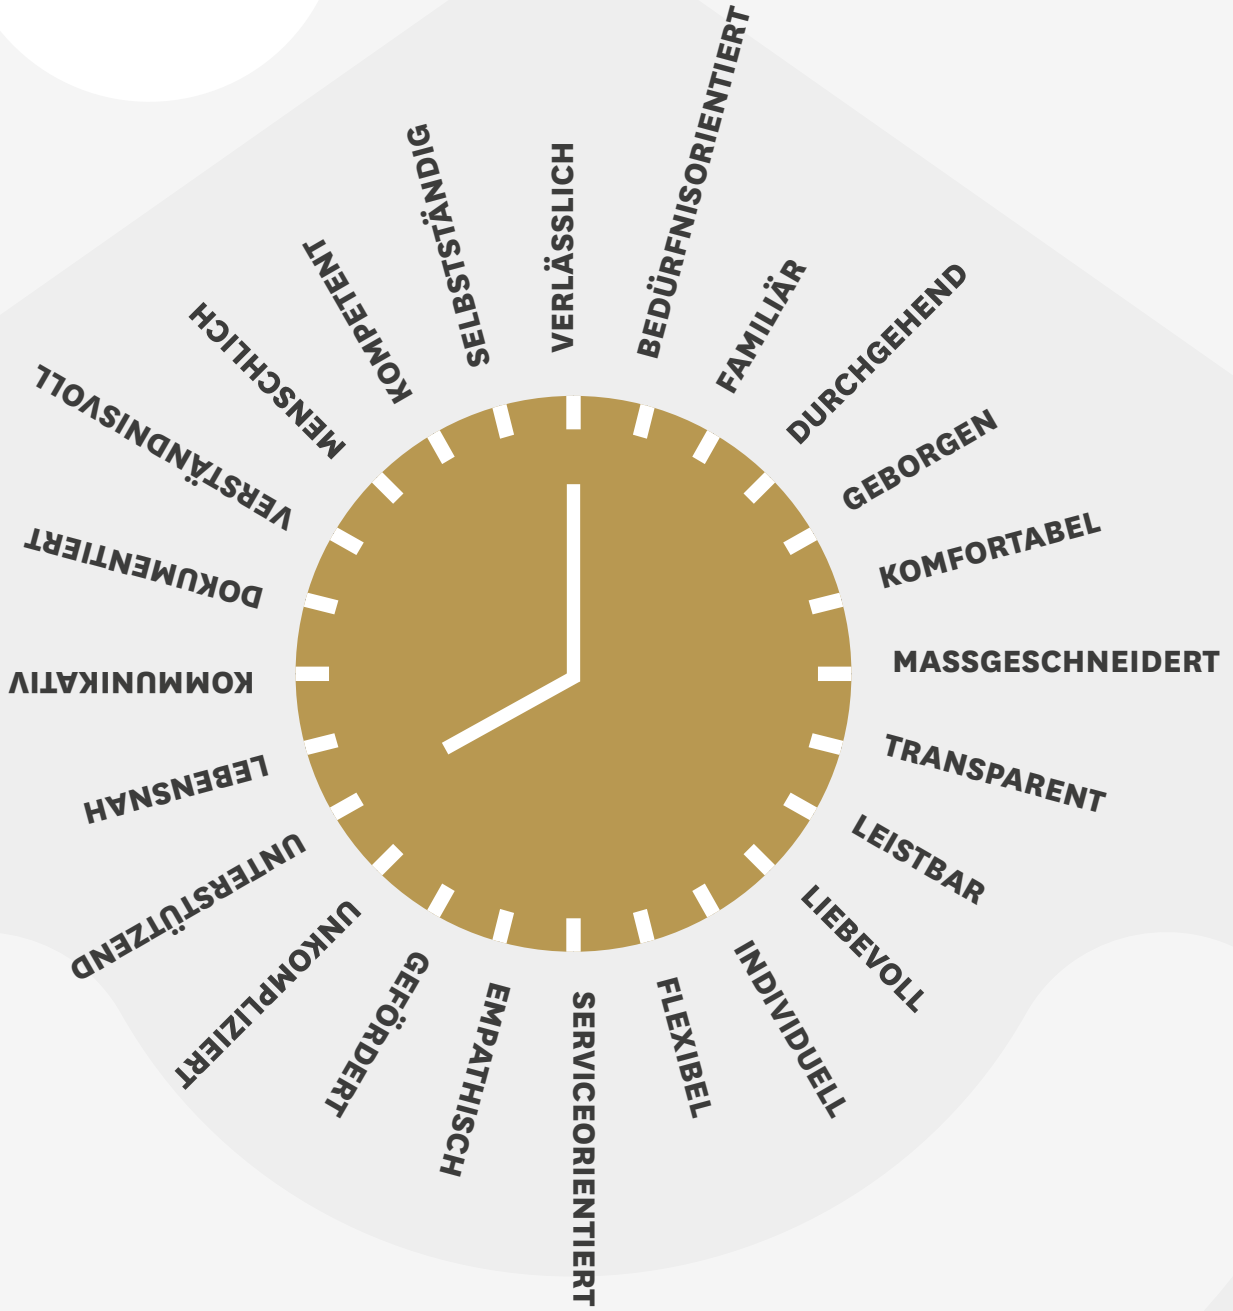 VERLÄSSLICH
BEDÜRFNISORIENTIERT
FAMILIÄR
DURCHGEHEND
GEBORGEN
KOMFORTABEL
MASSGESCHNEIDERT
TRANSPARENT
LEISTBAR
LIEBEVOLL
INDIVIDUELL
FLEXIBEL
SERVICEORIENTIERT
EMPATHISCH
GEFÖRDERT
UNKOMPLIZIERT
UNTERSTÜTZEND
LEBENSNAH
KOMMUNIKATIV
DOKUMENTIERT
VERSTÄNDNISVOLL
MENSCHLICH
KOMPETENT
SELBSTSTÄNDIG